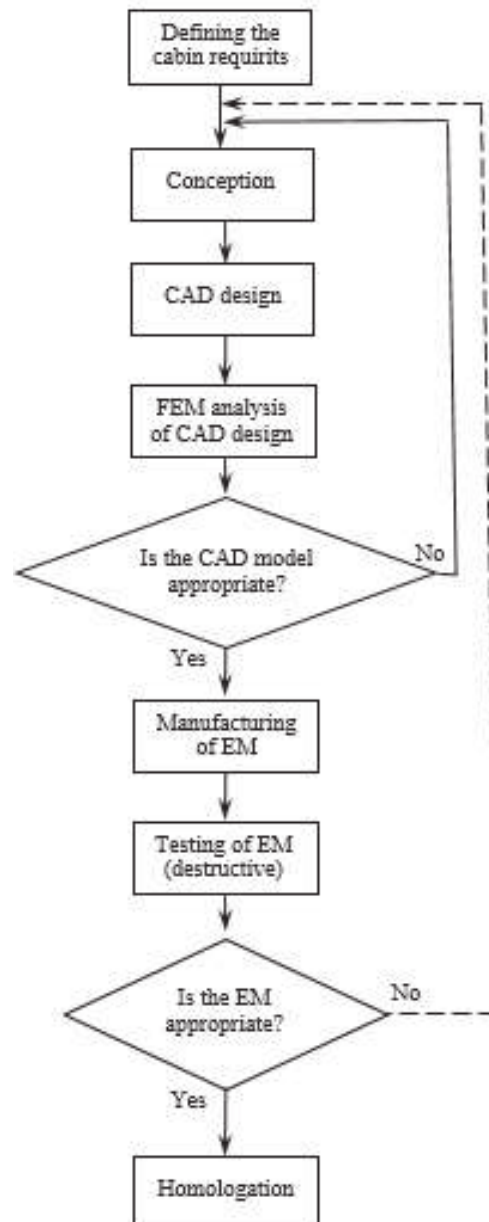 Defining the
cabin requirits
Conception
CAD design
FEM analysis
of CAD design
Is the CAD model
appropriate?
No
Yes
Manufacturing
of EM
Testing of EM
(destructive)
Is the EM
appropriate?
No
Yes
Homologation